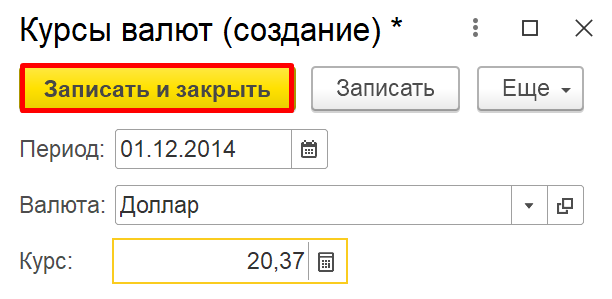 Курсы валют (создание) *
Записать и закрыть Записать Еще
Период: 01.12.2014
Валюта: Доллар
Курс: 20,37